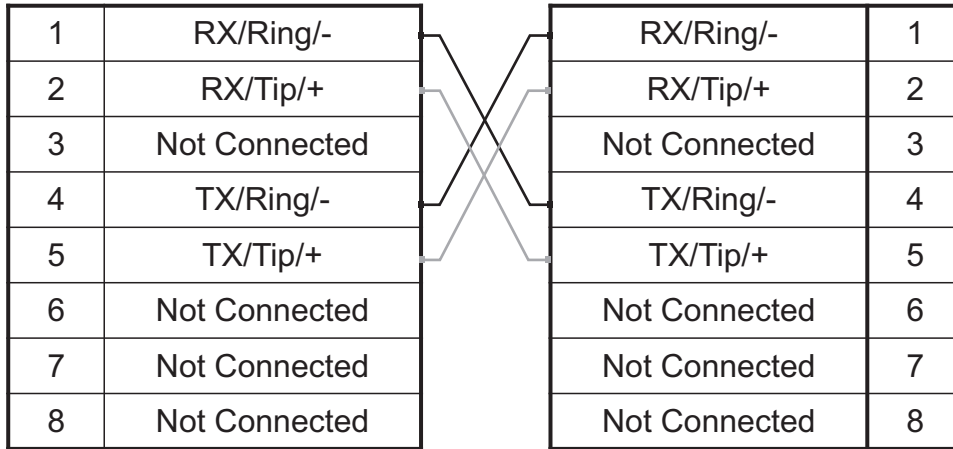 1 RX/Ring/- RX/Ring/- 1
2 RX/Tip/+ RX/Tip/+ 2
3 Not Connected Not Connected 3
4 TX/Ring/- TX/Ring/- 4
5 TX/Tip/+ TX/Tip/+ 5
6 Not Connected Not Connected 6
7 Not Connected Not Connected 7
8 Not Connected Not Connected 8